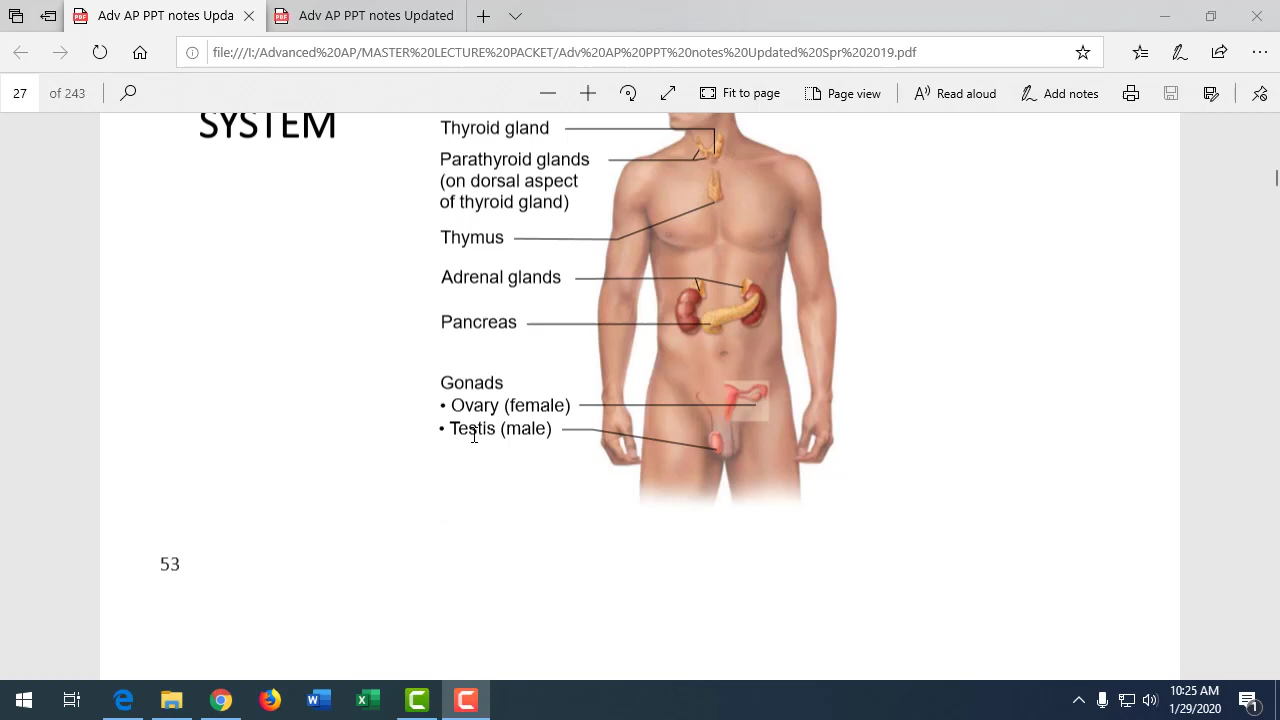 Adv AP PPT notes Upda
Adv AP PPT notes Updated
file:///I:/Advanced%20AP/MASTER%20LECTURE%20PACKET/Adv%20AP%20PPT%20notes%20Updated%20Spr%202019.pdf
27 of 243 Fit to page Page view Read aloud Add notes
SYSTEM
Thyroid gland
Parathyroid glands
(on dorsal aspect
of thyroid gland)
Thymus
Adrenal glands
Pancreas
Gonads
• Ovary (female)
• Testis (male)
53
10:25 AM
1/29/2020